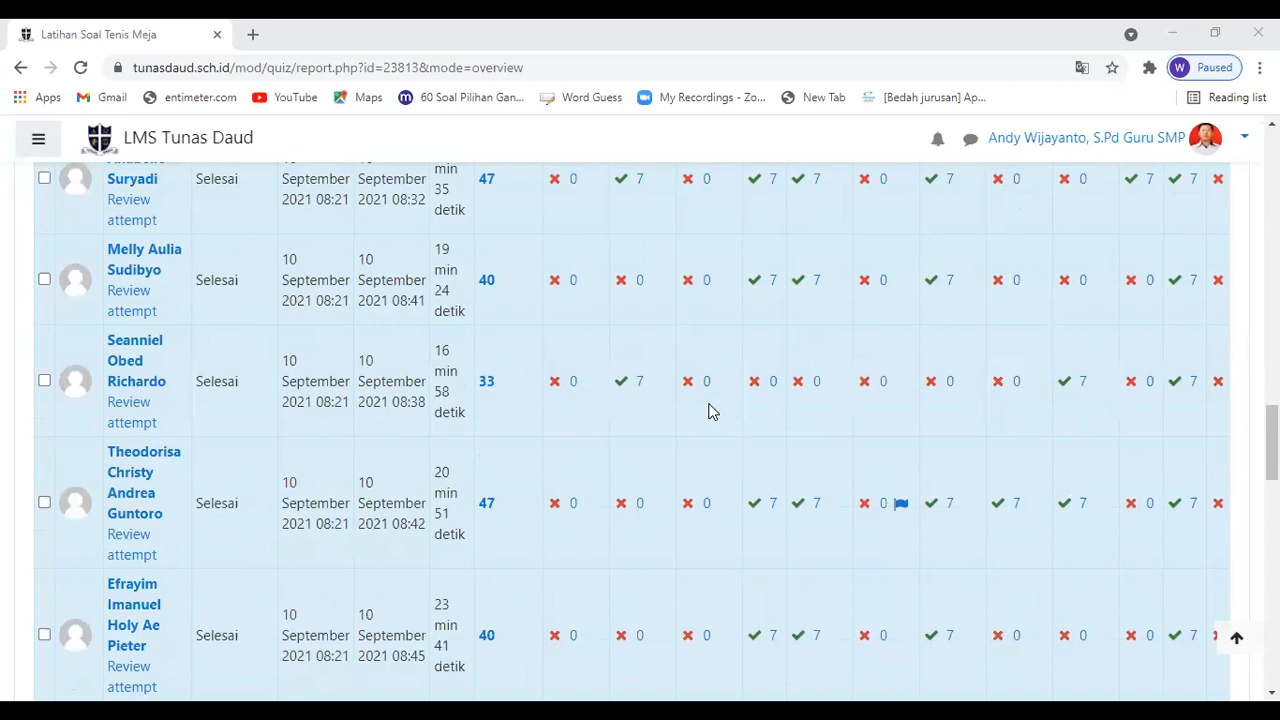 Latihan Soal Tenis Meja
tunasdaud.sch.id/mod/quiz/report.php?id=23813&mode=overview
W Paused
Apps Gmail entimeter.com YouTube Maps 60 Soal Pilihan Gan... Word Guess My Recordings - Zo... New Tab [Bedah jurusan] Ap... Reading list
LMS Tunas Daud
Andy Wijayanto, S.Pd Guru SMP
Suryadi
Review
attempt
Selesai
10
September
2021 08:21
10
September
2021 08:32
min
35
detik
47
0 7 0 7 7 0 7 0 0 7 7
Melly Aulia
Sudibyo
Review
attempt
Selesai
10
September
2021 08:21
10
September
2021 08:41
19
min
24
detik
40
0 0 0 7 7 0 7 0 0 0 7
Seanniel
Obed
Richardo
Review
attempt
Selesai
10
September
2021 08:21
10
September
2021 08:38
16
min
58
detik
33
0 7 0 0 0 0 0 0 7 0 7
Theodorisa
Christy
Andrea
Guntoro
Review
attempt
Selesai
10
September
2021 08:21
10
September
2021 08:42
20
min
51
detik
47
0 0 0 7 7 0 7 7 7 0 7
Efrayim
Imanuel
Holy Ae
Pieter
Review
attempt
Selesai
10
September
2021 08:21
10
September
2021 08:45
23
min
41
detik
40
0 0 0 7 7 0 7 0 0 0 7